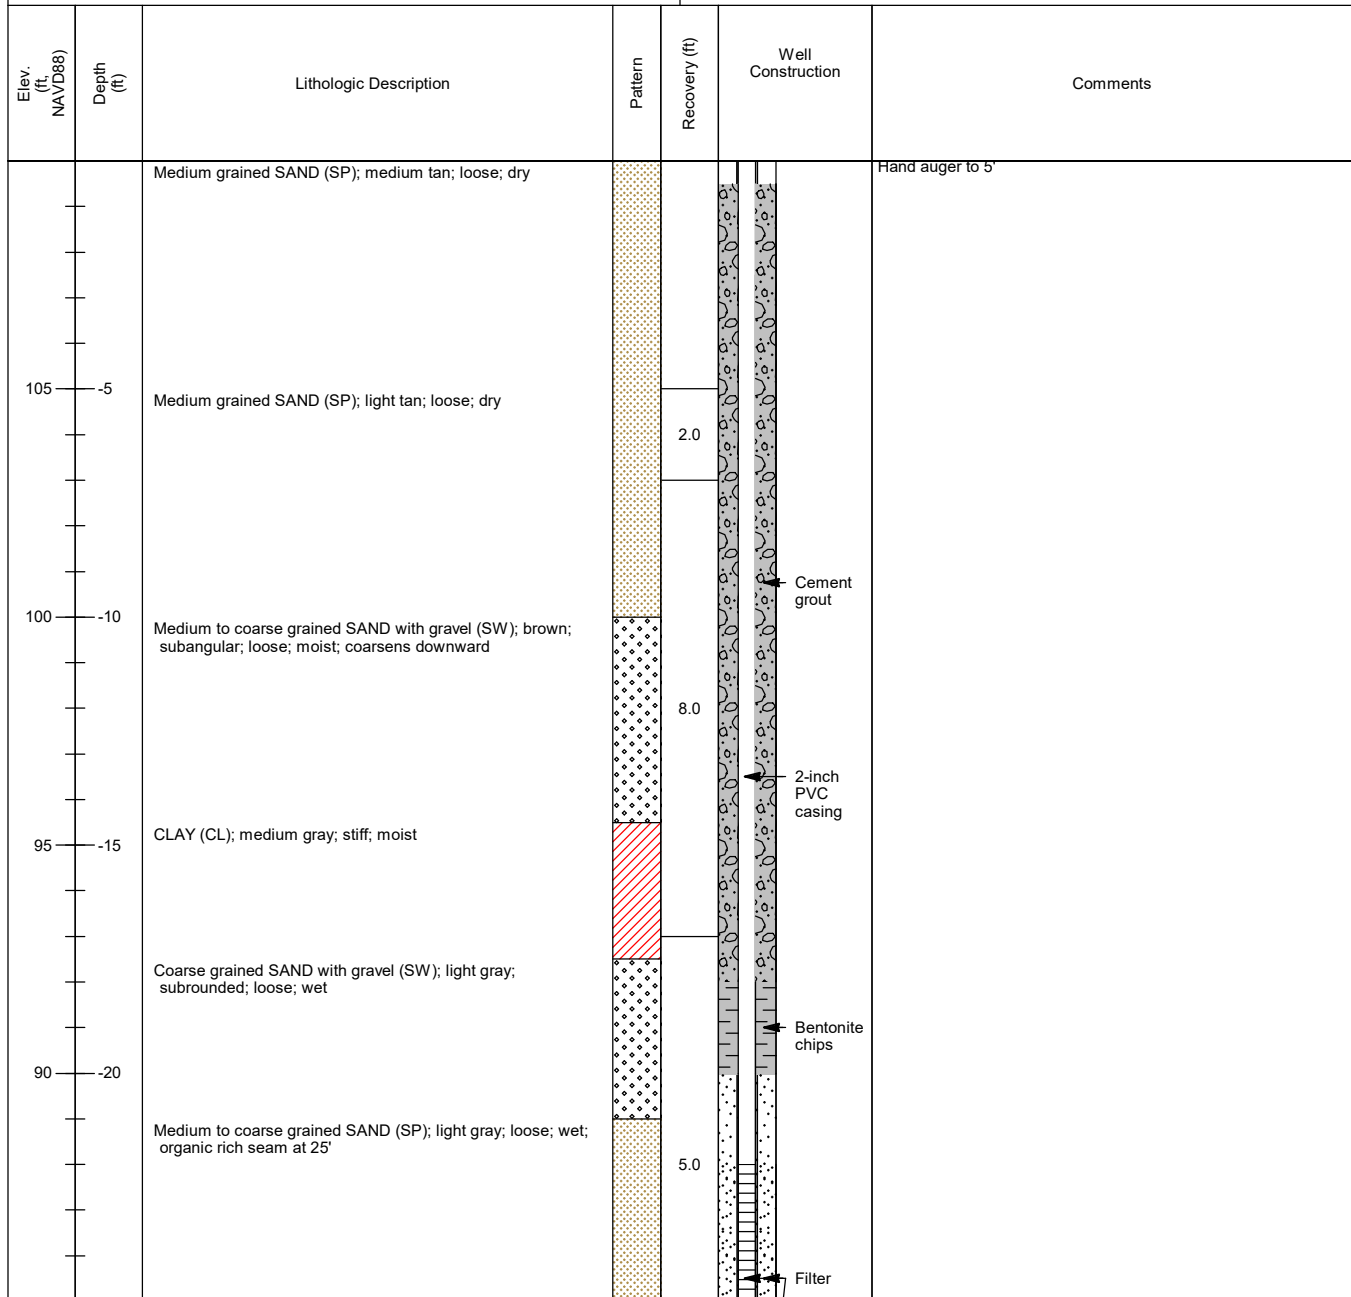 Elev.
(ft,
NAVD88)
Depth
(ft)
Lithologic Description
Pattern
Recovery (ft)
Well
Construction
Comments
Medium grained SAND (SP); medium tan; loose; dry
Hand auger to 5'
105
-5
Medium grained SAND (SP); light tan; loose; dry
2.0
Cement
grout
100
-10
Medium to coarse grained SAND with gravel (SW); brown;
subangular; loose; moist; coarsens downward
8.0
2-inch
PVC
casing
CLAY (CL); medium gray; stiff; moist
95
-15
Coarse grained SAND with gravel (SW); light gray;
subrounded; loose; wet
Bentonite
chips
90
-20
Medium to coarse grained SAND (SP); light gray; loose; wet;
organic rich seam at 25'
5.0
Filter